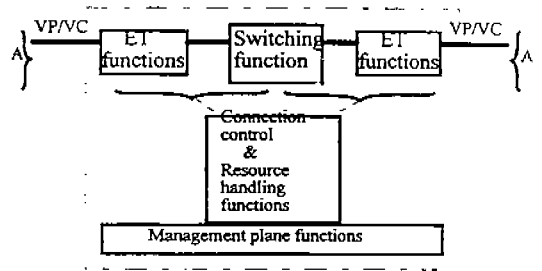 VP/VC
VP/VC
A
ET
functions
Switching
function
ET
functions
A
Connection
control
&
Resource
handling
functions
Management plane functions